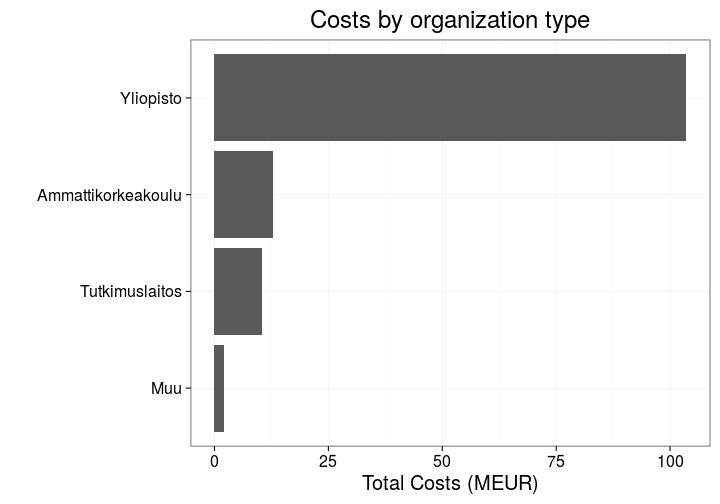 Costs by organization type
Yliopisto
Ammattikorkeakoulu
Tutkimuslaitos
Muu
0 25 50 75 100
Total Costs (MEUR)